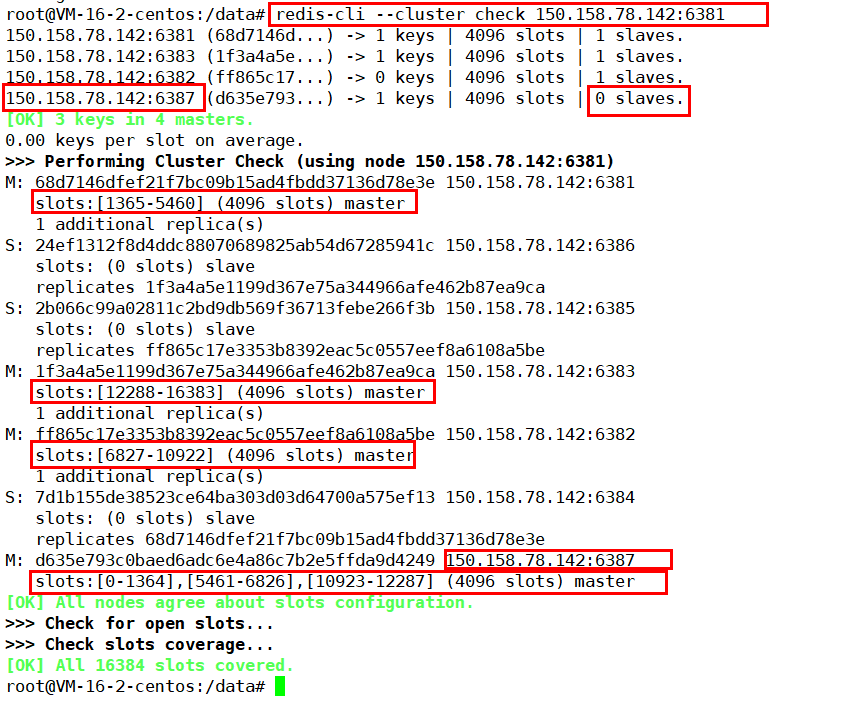 root@VM-16-2-centos:/data# redis-cli --cluster check 150.158.78.142:6381
150.158.78.142:6381 (68d7146d...) -> 1 keys | 4096 slots | 1 slaves.
150.158.78.142:6383 (1f3a4a5e...) -> 1 keys | 4096 slots | 1 slaves.
150.158.78.142:6382 (ff865c17...) -> 0 keys | 4096 slots | 1 slaves.
150.158.78.142:6387 (d635e793...) -> 1 keys | 4096 slots | 0 slaves.
[OK] 3 keys in 4 masters.
0.00 keys per slot on average.
>>> Performing Cluster Check (using node 150.158.78.142:6381)
M: 68d7146dfef21f7bc09b15ad4fbdd37136d78e3e 150.158.78.142:6381
   slots:[1365-5460] (4096 slots) master
   1 additional replica(s)
S: 24ef1312f8d4ddc88070689825ab54d67285941c 150.158.78.142:6386
   slots: (0 slots) slave
   replicates 1f3a4a5e1199d367e75a344966afe462b87ea9ca
S: 2b066c99a02811c2bd9db569f36713febe266f3b 150.158.78.142:6385
   slots: (0 slots) slave
   replicates ff865c17e3353b8392eac5c0557eef8a6108a5be
M: 1f3a4a5e1199d367e75a344966afe462b87ea9ca 150.158.78.142:6383
   slots:[12288-16383] (4096 slots) master
   1 additional replica(s)
M: ff865c17e3353b8392eac5c0557eef8a6108a5be 150.158.78.142:6382
   slots:[6827-10922] (4096 slots) master
   1 additional replica(s)
S: 7d1b155de38523ce64ba303d03d64700a575ef13 150.158.78.142:6384
   slots: (0 slots) slave
   replicates 68d7146dfef21f7bc09b15ad4fbdd37136d78e3e
M: d635e793c0baed6adc6e4a86c7b2e5ffda9d4249 150.158.78.142:6387
   slots:[0-1364],[5461-6826],[10923-12287] (4096 slots) master
[OK] All nodes agree about slots configuration.
>>> Check for open slots...
>>> Check slots coverage...
[OK] All 16384 slots covered.
root@VM-16-2-centos:/data#